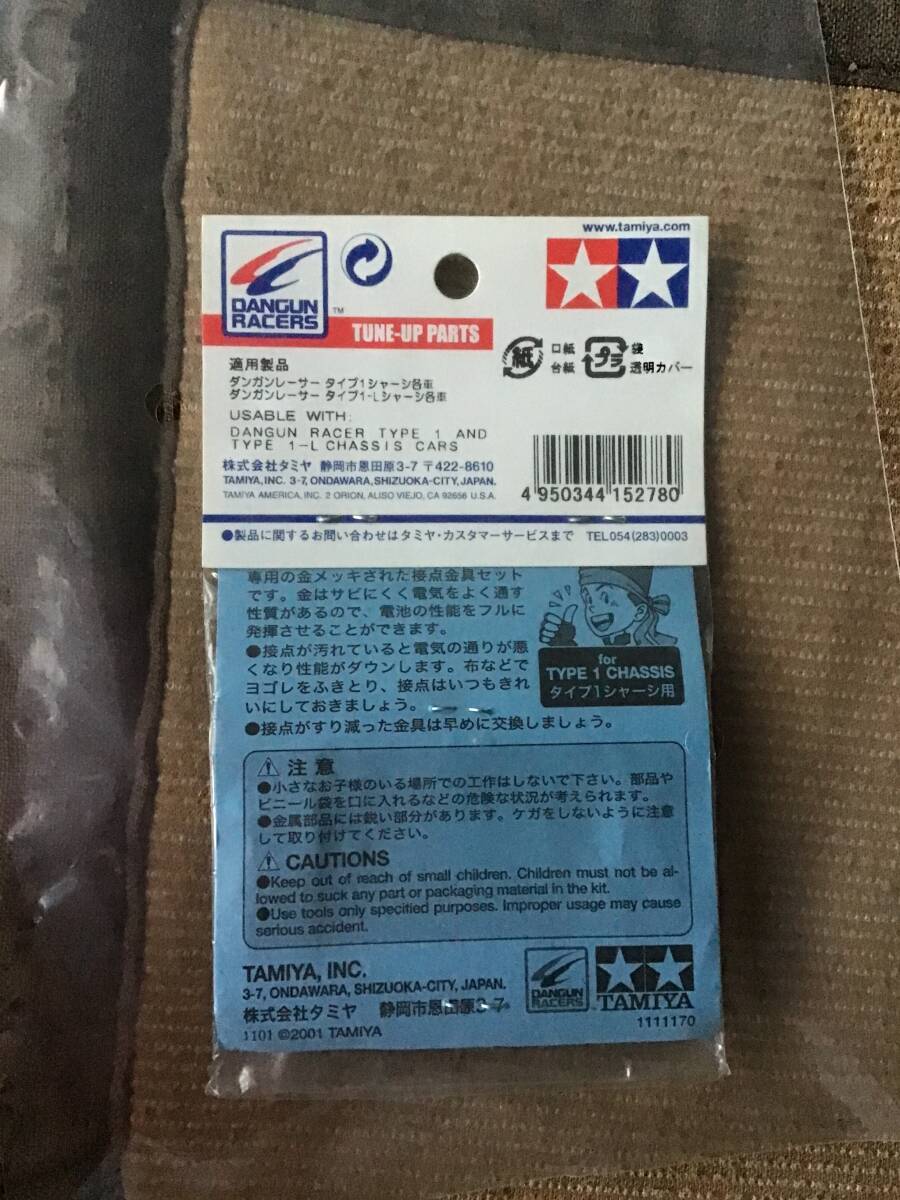 www.tamiya.com
DANGUN
RACERS
TM
TUNE-UP PARTS
紙
口紙
台紙
プラ
袋
透明カバー
適用製品
ダンガンレーサー タイプ1シャーシ各車
ダンガンレーサー タイプ1-Lシャーシ各車
USABLE WITH:
DANGUN RACER TYPE 1 AND
TYPE 1-L CHASSIS CARS
株式会社タミヤ 静岡市恩田原3-7 〒422-8610
TAMIYA, INC. 3-7, ONDAWARA, SHIZUOKA-CITY, JAPAN.
TAMIYA AMERICA, INC. 2 ORION, ALISO VIEJO, CA 92656 U.S.A.
4 950344 152780
●製品に関するお問い合わせはタミヤ・カスタマーサービスまで TEL054(283)0003
専用の金メッキされた接点金具セット
です。金はサビにくく電気をよく通す
性質があるので、電池の性能をフルに
発揮させることができます。
●接点が汚れていると電気の通りが悪
くなり性能がダウンします。布などで
ヨゴレをふきとり、接点はいつもきれ
いにしておきましょう。
●接点がすり減った金具は早めに交換しましょう。
for
TYPE 1 CHASSIS
タイプ1シャーシ用
⚠ 注意
●小さなお子様のいる場所での工作はしないで下さい。部品や
ビニール袋を口に入れるなどの危険な状況が考えられます。
●金属部品には鋭い部分があります。ケガをしないように注意
して取り付けてください。
⚠ CAUTIONS
●Keep out of reach of small children. Children must not be al-
lowed to suck any part or packaging material in the kit.
●Use tools only specified purposes. Improper usage may cause
serious accident.
TAMIYA, INC.
3-7, ONDAWARA, SHIZUOKA-CITY, JAPAN.
株式会社タミヤ 静岡市恩田原3-7
1101 ©2001 TAMIYA
DANGUN
RACERS
TAMIYA
1111170